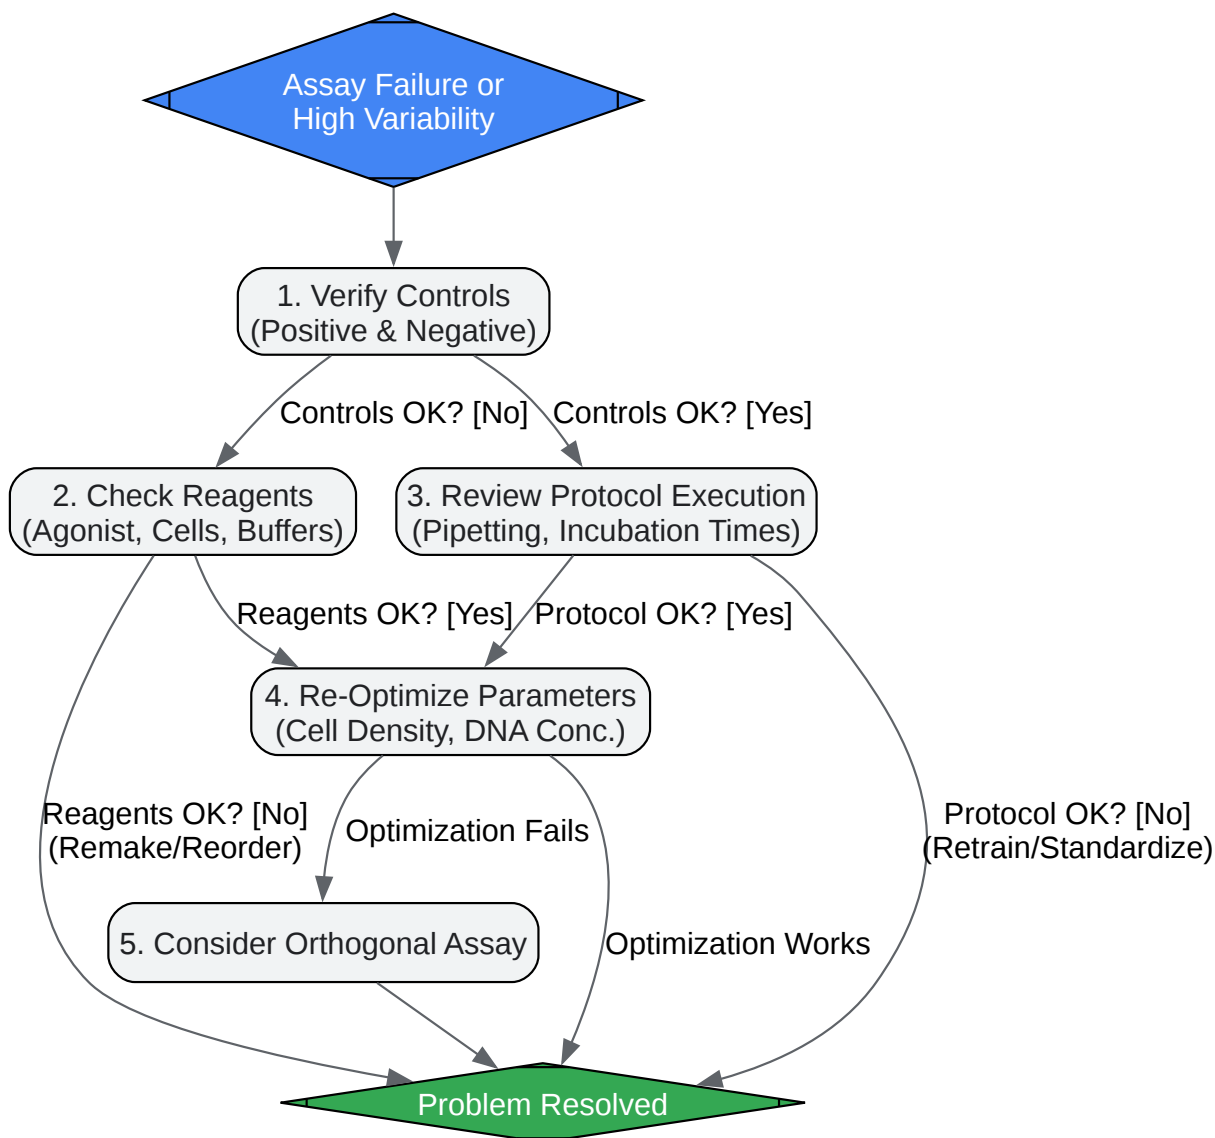 Assay Failure or
High Variability
1. Verify Controls
(Positive & Negative)
Controls OK? [No]
Controls OK? [Yes]
2. Check Reagents
(Agonist, Cells, Buffers)
3. Review Protocol Execution
(Pipetting, Incubation Times)
Reagents OK? [Yes]
Protocol OK? [Yes]
4. Re-Optimize Parameters
(Cell Density, DNA Conc.)
Reagents OK? [No]
(Remake/Reorder)
Optimization Fails
Protocol OK? [No]
(Retrain/Standardize)
5. Consider Orthogonal Assay
Optimization Works
Problem Resolved